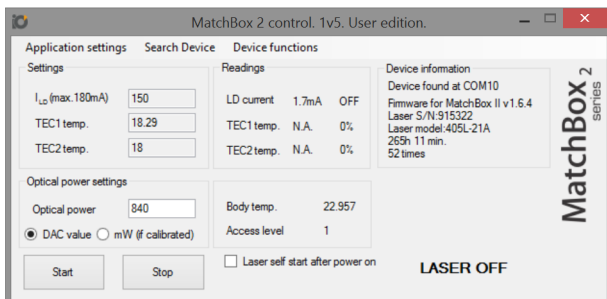 MatchBox 2 control. 1v5. User edition.
Application settings Search Device Device functions
Settings
I LD (max.180mA) 150
TEC1 temp. 18.29
TEC2 temp. 18
Readings
LD current 1.7mA OFF
TEC1 temp. N.A. 0%
TEC2 temp. N.A. 0%
Device information
Device found at COM10
Firmware for MatchBox II v1.6.4
Laser S/N:915322
Laser model:405L-21A
265h 11 min.
52 times
MatchBox 2
series
Optical power settings
Optical power 840
DAC value mW (if calibrated)
Body temp. 22.957
Access level 1
Start Stop
Laser self start after power on
LASER OFF